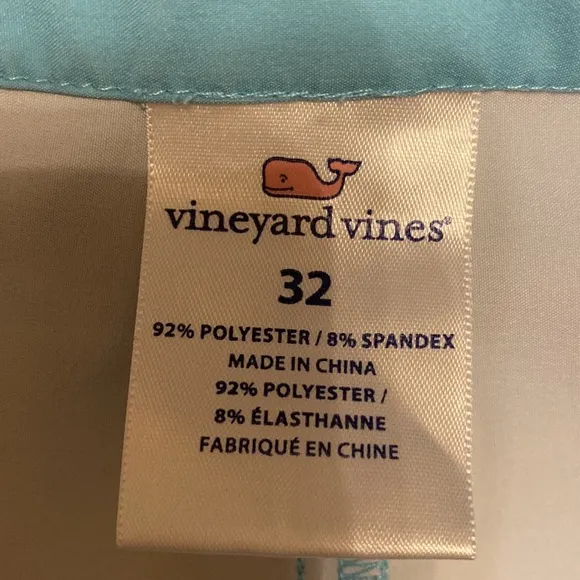 vineyard vines®
32
92% POLYESTER / 8% SPANDEX
MADE IN CHINA
92% POLYESTER /
8% ÉLASTHANNE
FABRIQUÉ EN CHINE